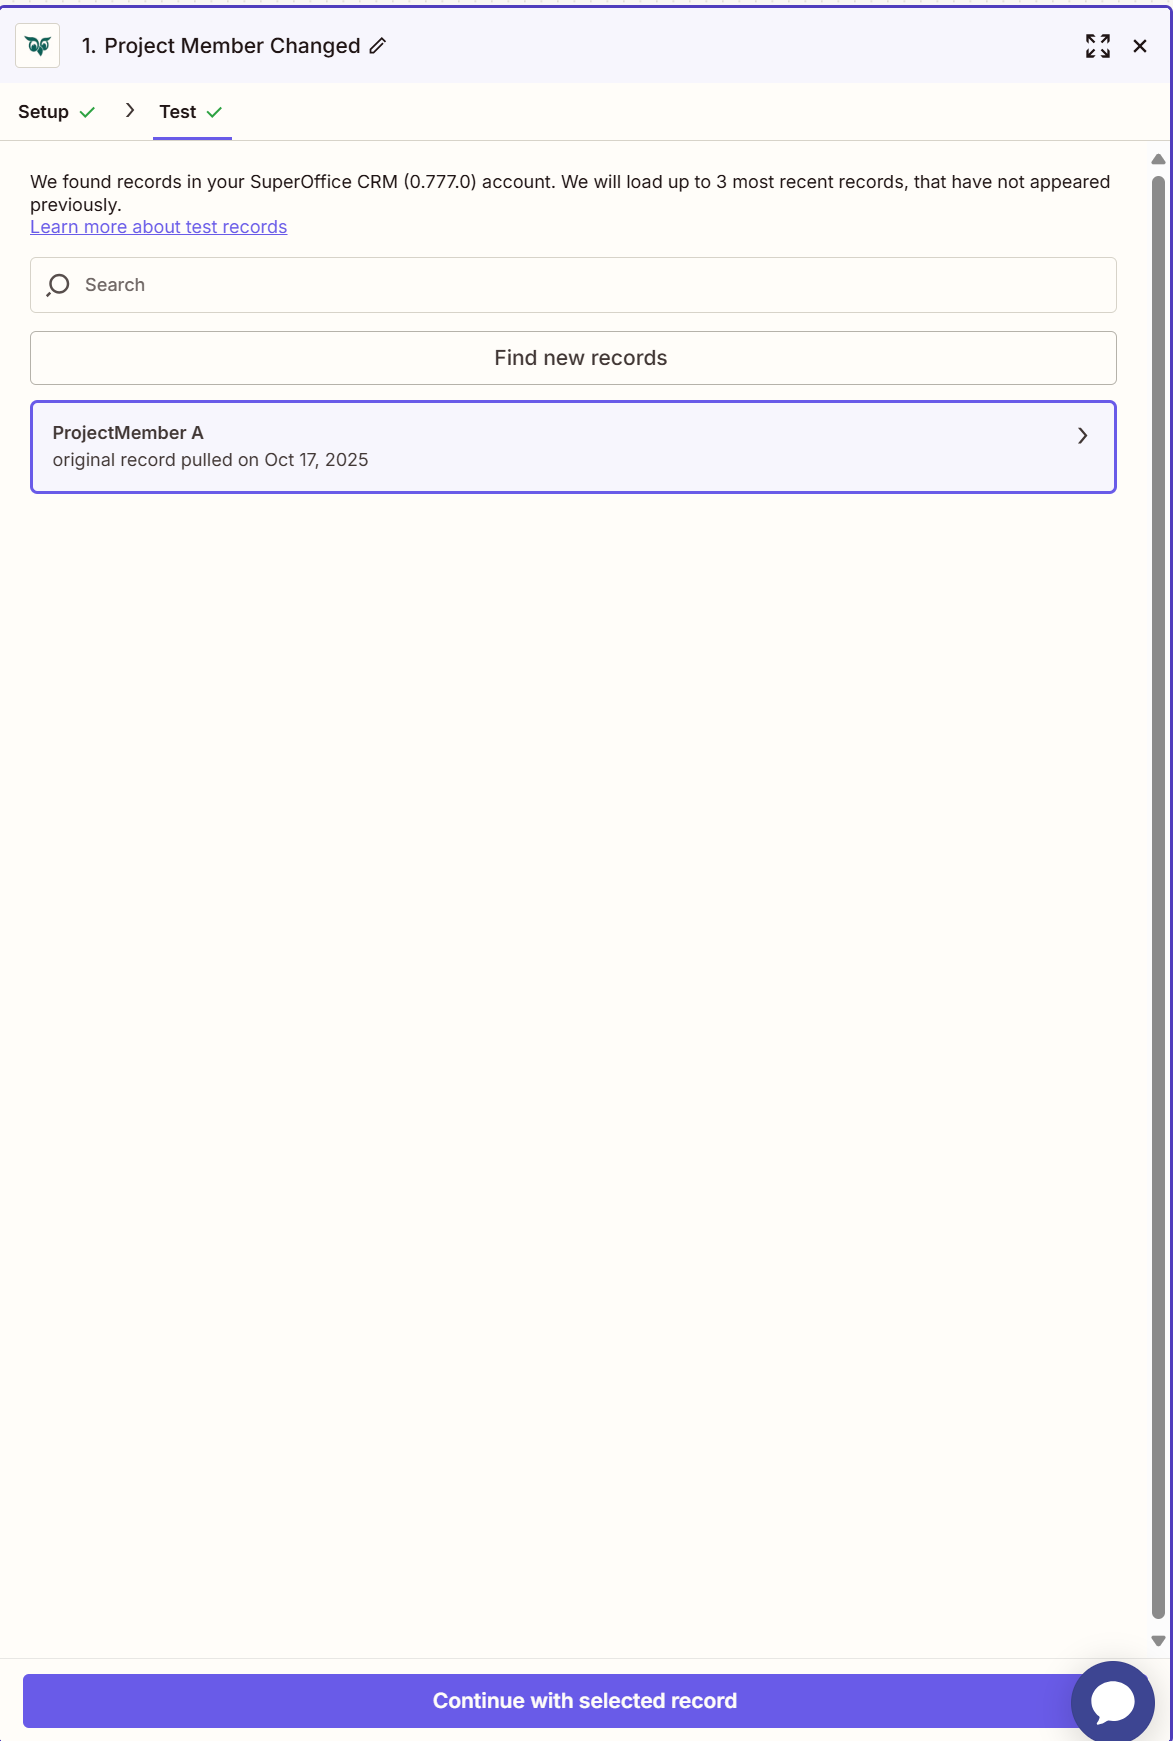 1. Project Member Changed
Setup
Test
We found records in your SuperOffice CRM (0.777.0) account. We will load up to 3 most recent records, that have not appeared
previously.
Learn more about test records
Search
Find new records
ProjectMember A
original record pulled on Oct 17, 2025
Continue with selected record